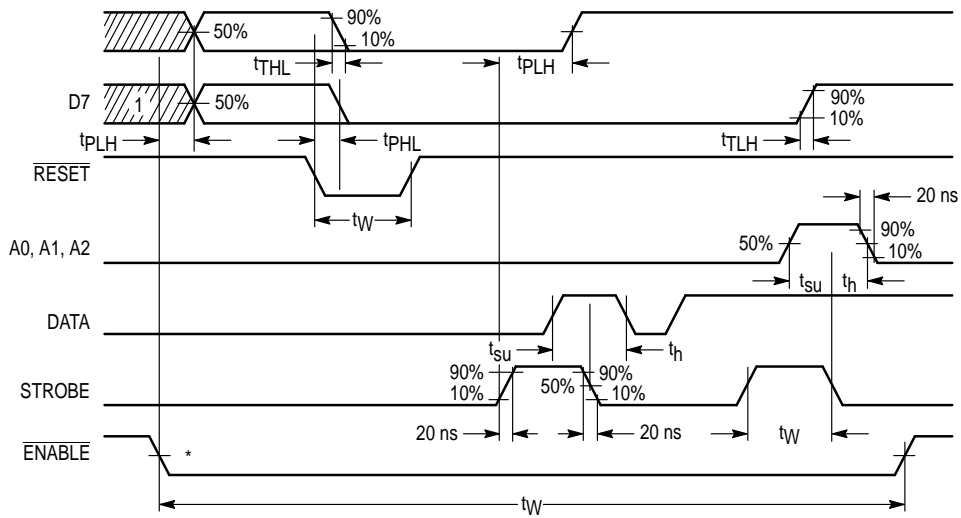 90%
50%
10%
tTHL
tPLH
D7
1
50%
90%
10%
tPLH
tPHL
tTLH
RESET
20 ns
tW
90%
A0, A1, A2
50%
10%
tsu
th
DATA
tsu
th
90%
90%
STROBE
10%
50%
10%
20 ns
20 ns
tW
ENABLE
*
tW